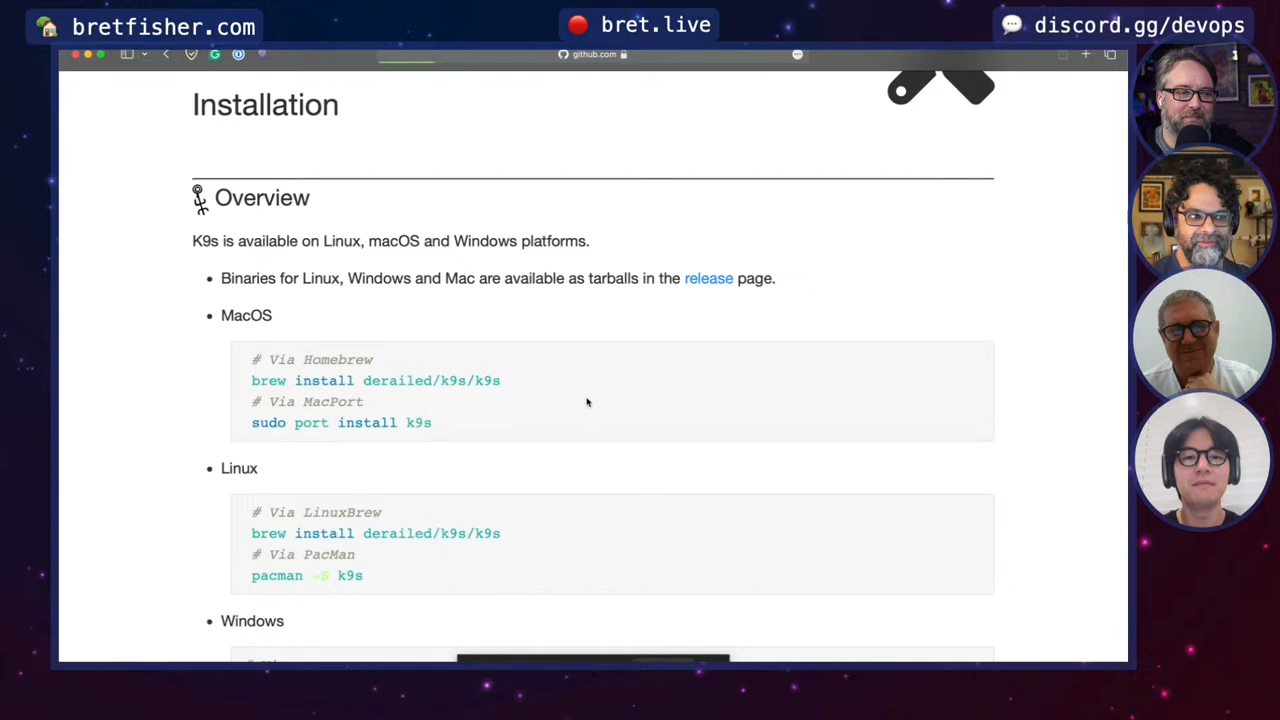 bretfisher.com
bret.live
discord.gg/devops
github.com
Installation
Overview
K9s is available on Linux, macOS and Windows platforms.
Binaries for Linux, Windows and Mac are available as tarballs in the release page.
MacOS
# Via Homebrew
brew install derailed/k9s/k9s
# Via MacPort
sudo port install k9s
Linux
# Via LinuxBrew
brew install derailed/k9s/k9s
# Via PacMan
pacman -S k9s
Windows